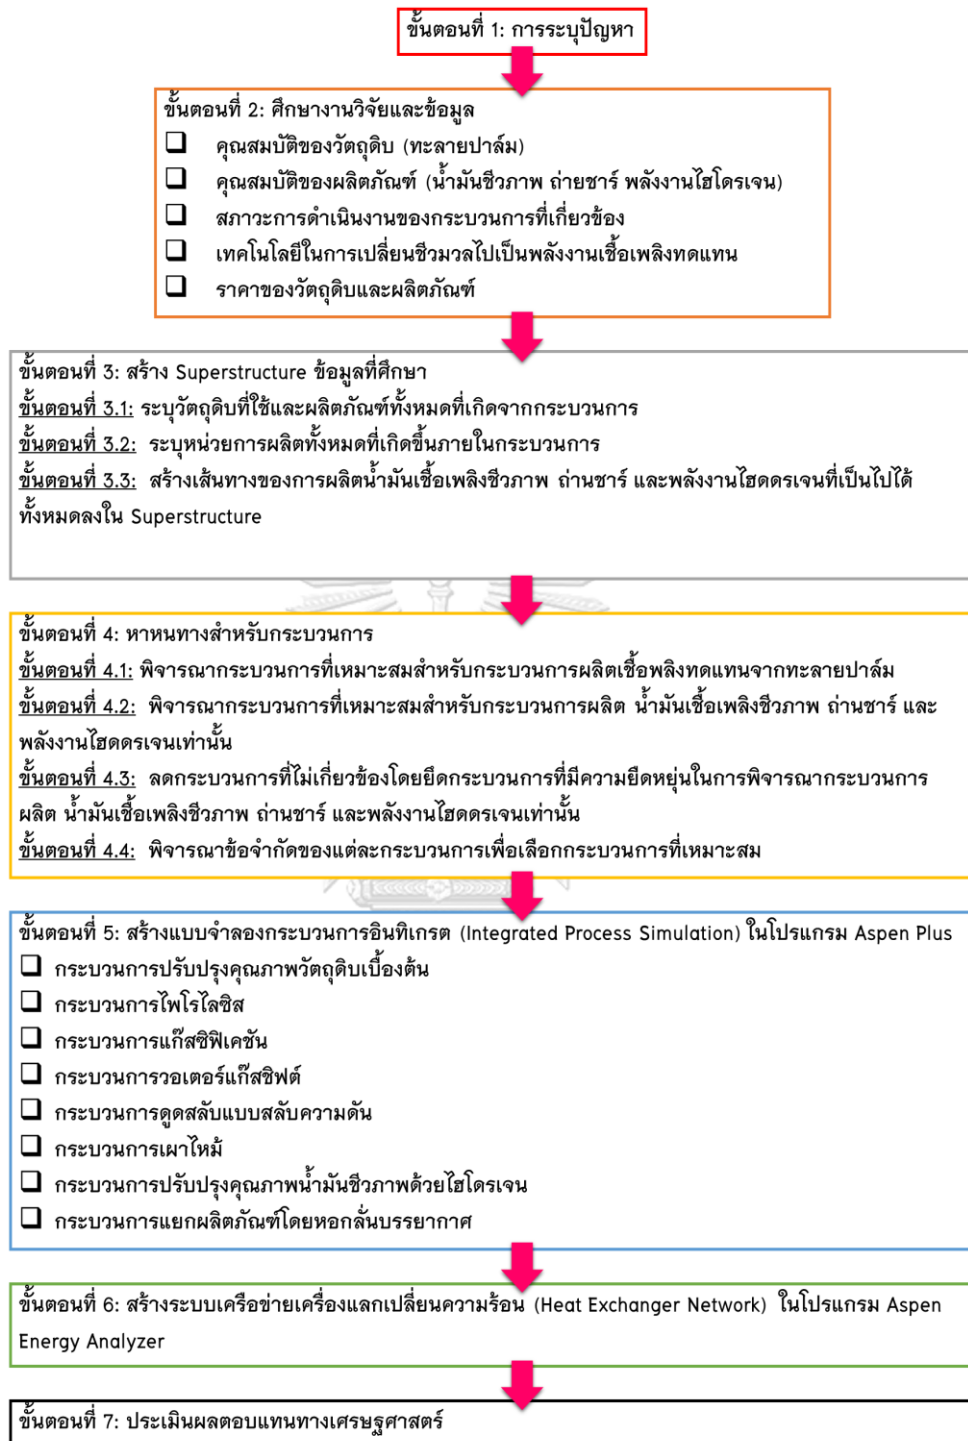 ขั้นตอนที่ 1: การระบุปัญหา
ขั้นตอนที่ 2: ศึกษางานวิจัยและข้อมูล
❑ คุณสมบัติของวัตถุดิบ (ทะลายปาล์ม)
❑ คุณสมบัติของผลิตภัณฑ์ (น้ำมันชีวภาพ ถ่ายชาร์ พลังงานไฮโดรเจน)
❑ สภาวะการดำเนินงานของกระบวนการที่เกี่ยวข้อง
❑ เทคโนโลยีในการเปลี่ยนชีวมวลไปเป็นพลังงานเชื้อเพลิงทดแทน
❑ ราคาของวัตถุดิบและผลิตภัณฑ์
ขั้นตอนที่ 3: สร้าง Superstructure ข้อมูลที่ศึกษา
ขั้นตอนที่ 3.1: ระบุวัตถุดิบที่ใช้และผลิตภัณฑ์ทั้งหมดที่เกิดจากกระบวนการ
ขั้นตอนที่ 3.2: ระบุหน่วยการผลิตทั้งหมดที่เกิดขึ้นภายในกระบวนการ
ขั้นตอนที่ 3.3: สร้างเส้นทางของการผลิตน้ำมันเชื้อเพลิงชีวภาพ ถ่านชาร์ และพลังงานไฮดดรเจนที่เป็นไปได้
ทั้งหมดลงใน Superstructure
ขั้นตอนที่ 4: หาหนทางสำหรับกระบวนการ
ขั้นตอนที่ 4.1: พิจารณากระบวนการที่เหมาะสมสำหรับกระบวนการผลิตเชื้อเพลิงทดแทนจากทะลายปาล์ม
ขั้นตอนที่ 4.2: พิจารณากระบวนการที่เหมาะสมสำหรับกระบวนการผลิต น้ำมันเชื้อเพลิงชีวภาพ ถ่านชาร์ และ
พลังงานไฮดดรเจนเท่านั้น
ขั้นตอนที่ 4.3: ลดกระบวนการที่ไม่เกี่ยวข้องโดยยึดกระบวนการที่มีความยืดหยุ่นในการพิจารณากระบวนการ
ผลิต น้ำมันเชื้อเพลิงชีวภาพ ถ่านชาร์ และพลังงานไฮดดรเจนเท่านั้น
ขั้นตอนที่ 4.4: พิจารณาข้อจำกัดของแต่ละกระบวนการเพื่อเลือกกระบวนการที่เหมาะสม
ขั้นตอนที่ 5: สร้างแบบจำลองกระบวนการอินทิเกรต (Integrated Process Simulation) ในโปรแกรม Aspen Plus
❑ กระบวนการปรับปรุงคุณภาพวัตถุดิบเบื้องต้น
❑ กระบวนการไพโรไลซิส
❑ กระบวนการแก๊สซิฟิเคชัน
❑ กระบวนการวอเตอร์แก๊สชิฟต์
❑ กระบวนการดูดสลับแบบสลับความดัน
❑ กระบวนการเผาไหม้
❑ กระบวนการปรับปรุงคุณภาพน้ำมันชีวภาพด้วยไฮโดรเจน
❑ กระบวนการแยกผลิตภัณฑ์โดยหอกลั่นบรรยากาศ
ขั้นตอนที่ 6: สร้างระบบเครือข่ายเครื่องแลกเปลี่ยนความร้อน (Heat Exchanger Network) ในโปรแกรม Aspen
Energy Analyzer
ขั้นตอนที่ 7: ประเมินผลตอบแทนทางเศรษฐศาสตร์